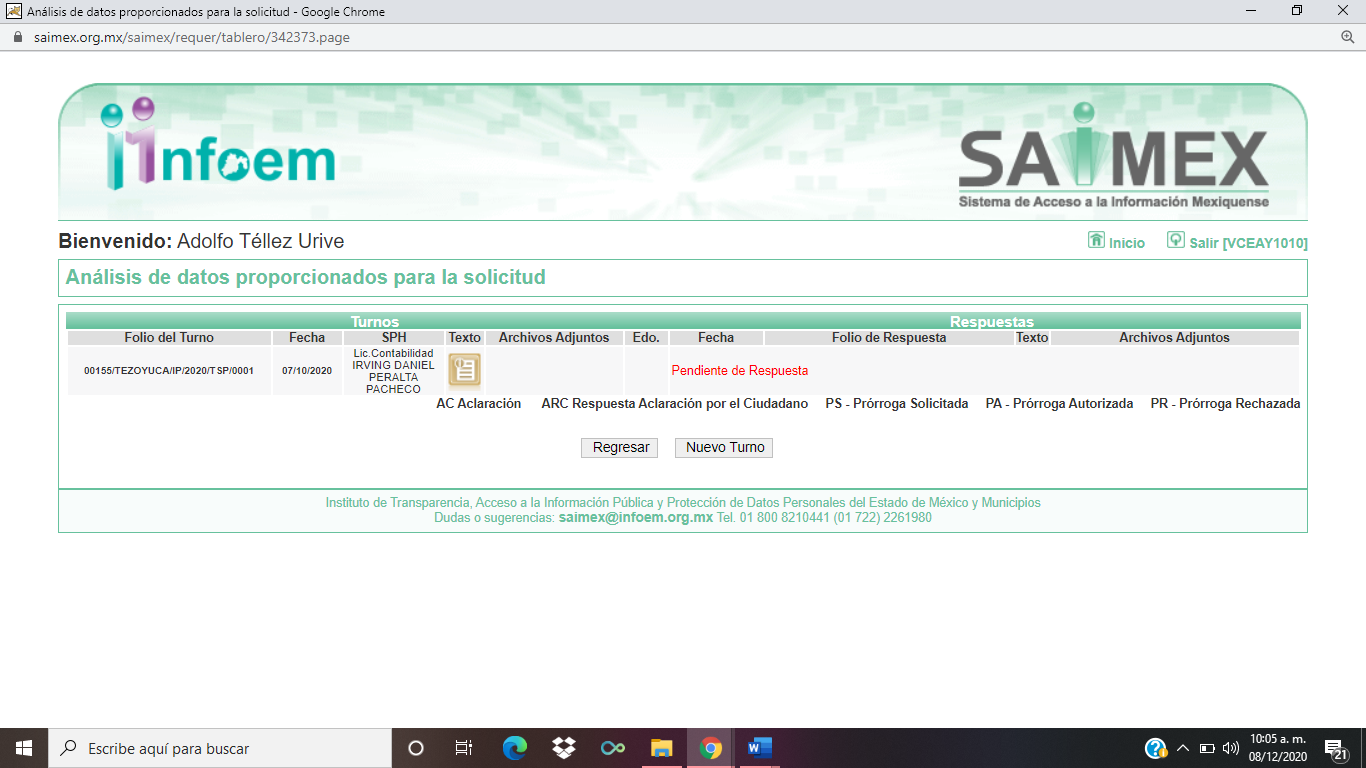 Análisis de datos proporcionados para la solicitud - Google Chrome
saimex.org.mx/saimex/requer/tablero/342373.page
infoem
SAIMEX
Sistema de Acceso a la Información Mexiquense
Bienvenido: Adolfo Téllez Urive
Inicio Salir [VCEAY1010]
Análisis de datos proporcionados para la solicitud
Turnos Respuestas
Folio del Turno Fecha SPH Texto Archivos Adjuntos Edo. Fecha Folio de Respuesta Texto Archivos Adjuntos
00155/TEZOYUCA/IP/2020/TSP/0001 07/10/2020 Lic.Contabilidad
IRVING DANIEL
PERALTA
PACHECO
Pendiente de Respuesta
AC Aclaración ARC Respuesta Aclaración por el Ciudadano PS - Prórroga Solicitada PA - Prórroga Autorizada PR - Prórroga Rechazada
Regresar Nuevo Turno
Instituto de Transparencia, Acceso a la Información Pública y Protección de Datos Personales del Estado de México y Municipios
Dudas o sugerencias: saimex@infoem.org.mx Tel. 01 800 8210441 (01 722) 2261980
Escribe aquí para buscar
10:05 a. m.
08/12/2020
21